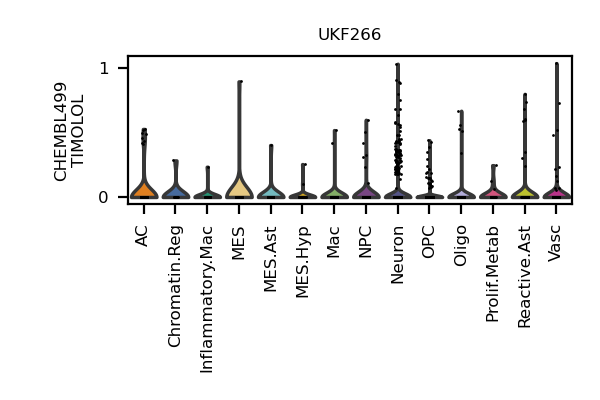 UKF266
CHEMBL499
TIMOLOL
1
0
AC
Chromatin.Reg
Inflammatory.Mac
MES
MES.Ast
MES.Hyp
Mac
NPC
Neuron
OPC
Oligo
Prolif.Metab
Reactive.Ast
Vasc